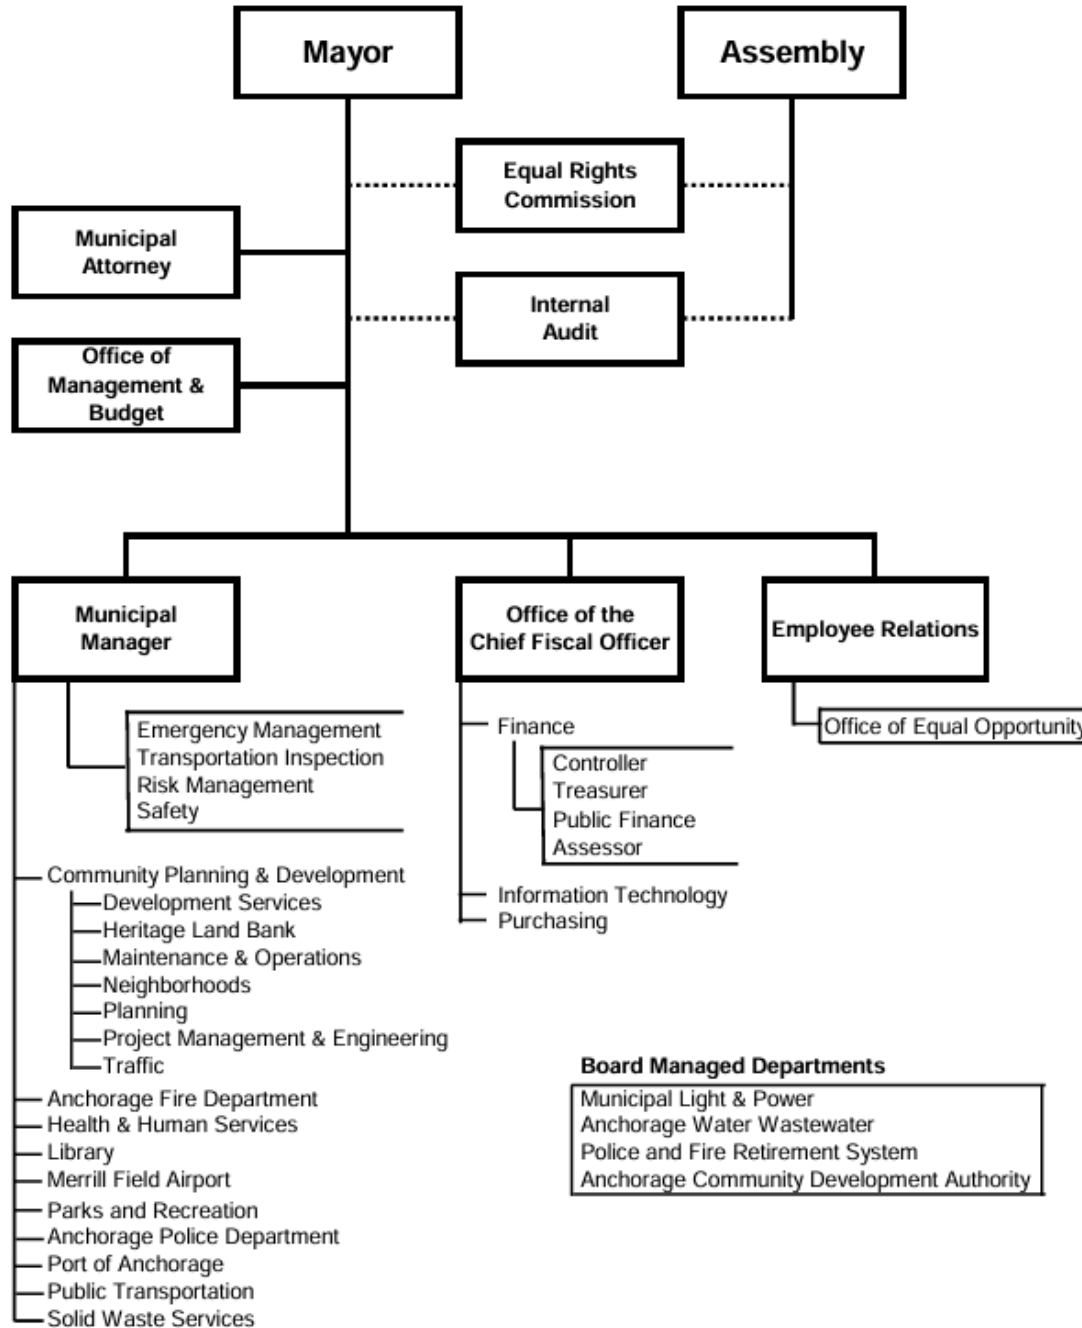 Mayor
Assembly
Equal Rights
Commission
Municipal
Attorney
Internal
Audit
Office of
Management &
Budget
Municipal
Manager
Office of the
Chief Fiscal Officer
Employee Relations
Emergency Management
Transportation Inspection
Risk Management
Safety
Finance
Controller
Treasurer
Public Finance
Assessor
Information Technology
Purchasing
Office of Equal Opportunity
Community Planning & Development
Development Services
Heritage Land Bank
Maintenance & Operations
Neighborhoods
Planning
Project Management & Engineering
Traffic
Anchorage Fire Department
Health & Human Services
Library
Merrill Field Airport
Parks and Recreation
Anchorage Police Department
Port of Anchorage
Public Transportation
Solid Waste Services
Board Managed Departments
Municipal Light & Power
Anchorage Water Wastewater
Police and Fire Retirement System
Anchorage Community Development Authority